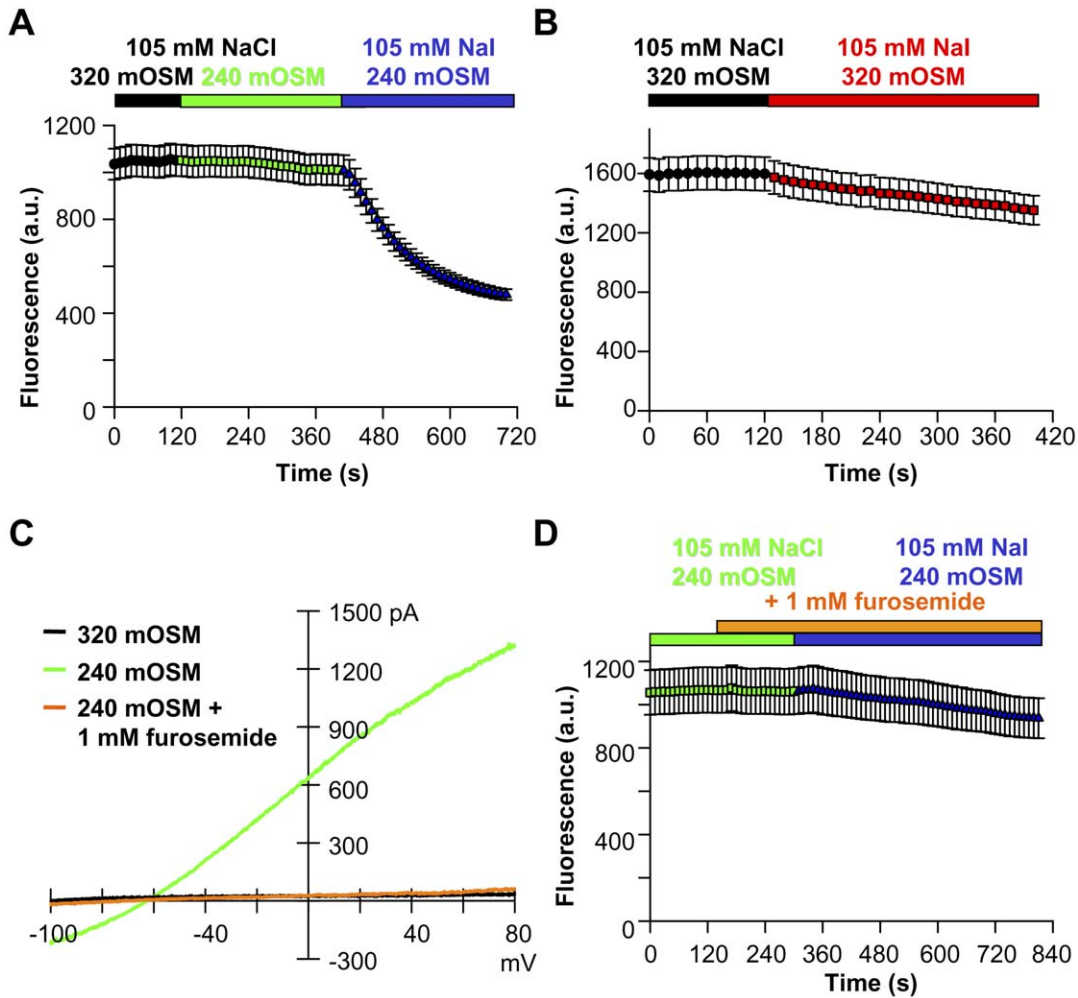 A
105 mM NaCl
320 mOSM 240 mOSM
105 mM NaI
240 mOSM
Fluorescence (a.u.)
1200
800
400
0
0 120 240 360 480 600 720
Time (s)
B
105 mM NaCl
320 mOSM
105 mM NaI
320 mOSM
Fluorescence (a.u.)
1600
1200
800
400
0
0 60 120 180 240 300 360 420
Time (s)
C
320 mOSM
240 mOSM
240 mOSM +
1 mM furosemide
1500 pA
1200
900
600
300
-300
-100 -40 40 80
mV
D
105 mM NaCl
240 mOSM
105 mM NaI
240 mOSM
+ 1 mM furosemide
Fluorescence (a.u.)
1200
800
400
0
0 120 240 360 480 600 720 840
Time (s)